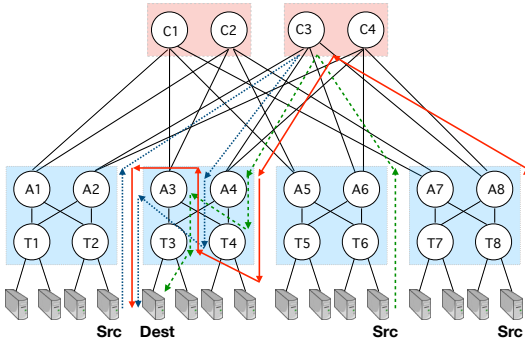 C1 C2 C3 C4
A1 A2 A3 A4 A5 A6 A7 A8
T1 T2 T3 T4 T5 T6 T7 T8
Src Dest Src Src